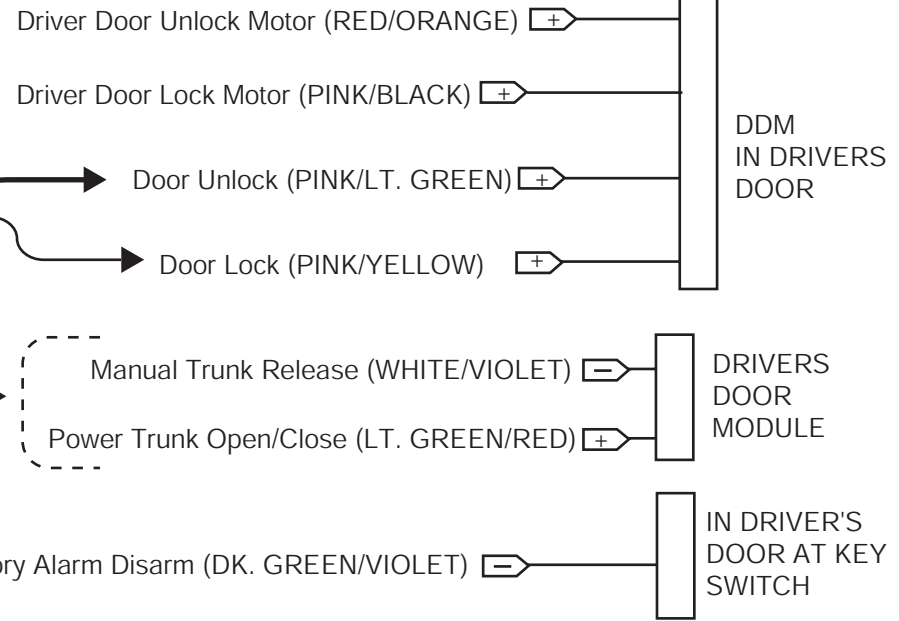 Driver Door Unlock Motor (RED/ORANGE) +
Driver Door Lock Motor (PINK/BLACK) +
DDM
IN DRIVERS
DOOR
Door Unlock (PINK/LT. GREEN) +
Door Lock (PINK/YELLOW) +
Manual Trunk Release (WHITE/VIOLET) −
Power Trunk Open/Close (LT. GREEN/RED) +
DRIVERS
DOOR
MODULE
Alarm Disarm (DK. GREEN/VIOLET) −
IN DRIVER'S
DOOR AT KEY
SWITCH